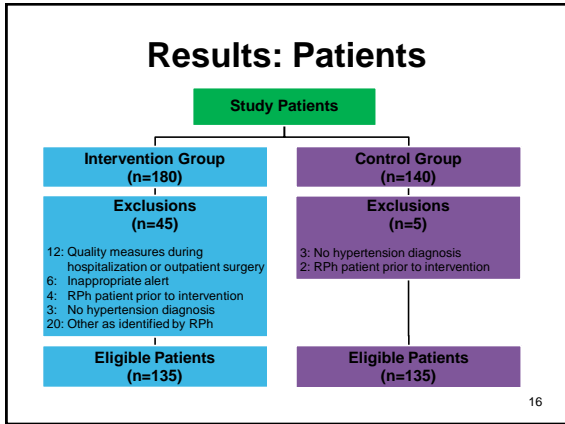 Results: Patients
Study Patients
Intervention Group
(n=180)
Control Group
(n=140)
Exclusions
(n=45)
12: Quality measures during
hospitalization or outpatient surgery
6: Inappropriate alert
4: RPh patient prior to intervention
3: No hypertension diagnosis
20: Other as identified by RPh
Exclusions
(n=5)
3: No hypertension diagnosis
2: RPh patient prior to intervention
Eligible Patients
(n=135)
Eligible Patients
(n=135)
16